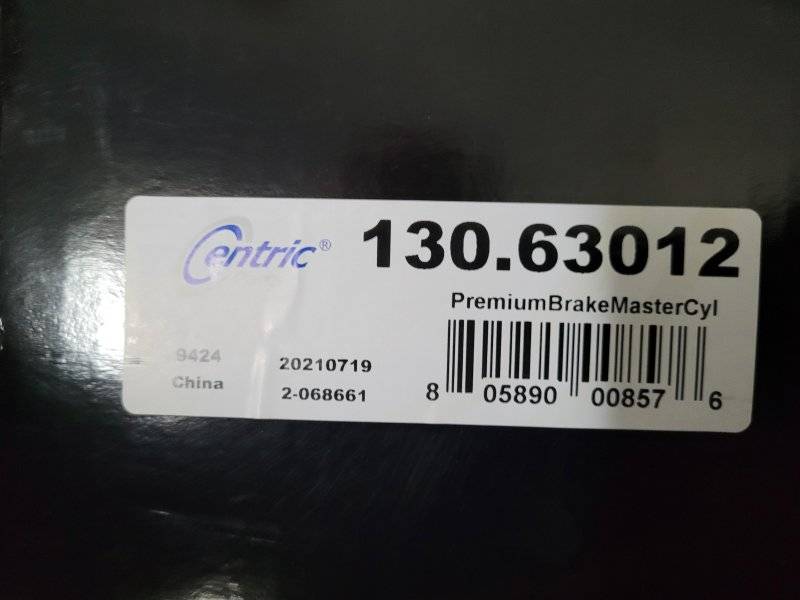 Centric® 130.63012
PremiumBrakeMasterCyl
9424 20210719
China 2-068661
8 05890 00857 6